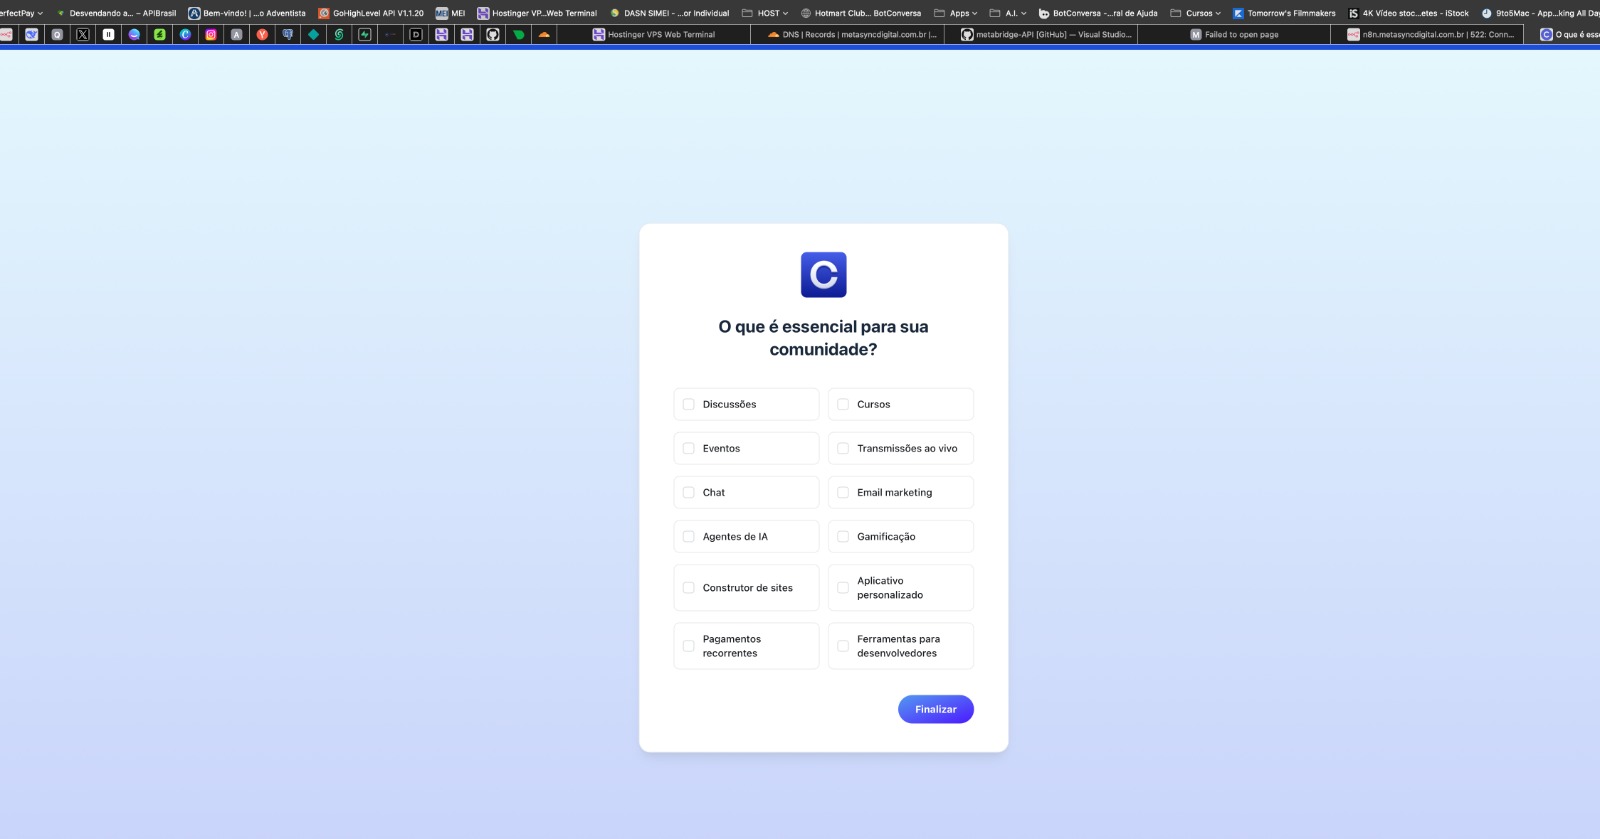 erfectPay
Desvendando a... – APIBrasil
Bem-vindo! | ...o Adventista
GoHighLevel API V1.1.20
MEI MEI
Hostinger VP...Web Terminal
DASN SIMEI - ...or Individual
HOST
Hotmart Club... BotConversa
Apps
A.I.
BotConversa -...ral de Ajuda
Cursos
Tomorrow's Filmmakers
iS 4K Vídeo stoc...etes - iStock
9to5Mac - App...king All Day
Hostinger VPS Web Terminal
DNS | Records | metasyncdigital.com.br |...
metabridge-API [GitHub] — Visual Studio...
M Failed to open page
n8n.metasyncdigital.com.br | 522: Conn...
C O que é ess
C
O que é essencial para sua
comunidade?
Discussões
Cursos
Eventos
Transmissões ao vivo
Chat
Email marketing
Agentes de IA
Gamificação
Construtor de sites
Aplicativo
personalizado
Pagamentos
recorrentes
Ferramentas para
desenvolvedores
Finalizar